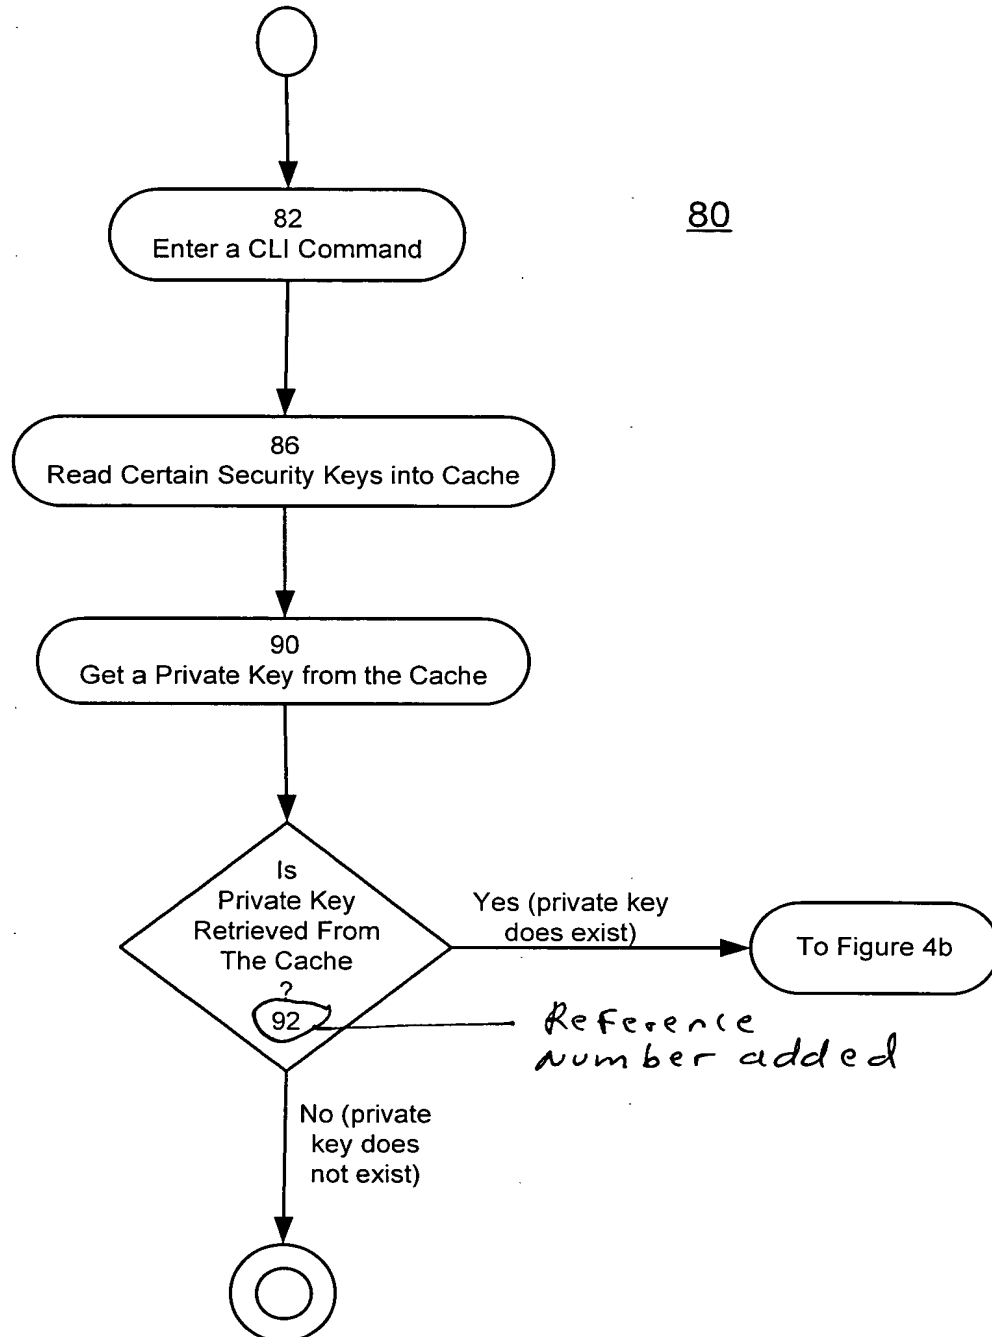 82
Enter a CLI Command
80
86
Read Certain Security Keys into Cache
90
Get a Private Key from the Cache
Is
Private Key
Retrieved From
The Cache
?
92
Yes (private key
does exist)
To Figure 4b
Reference
number added
No (private
key does
not exist)